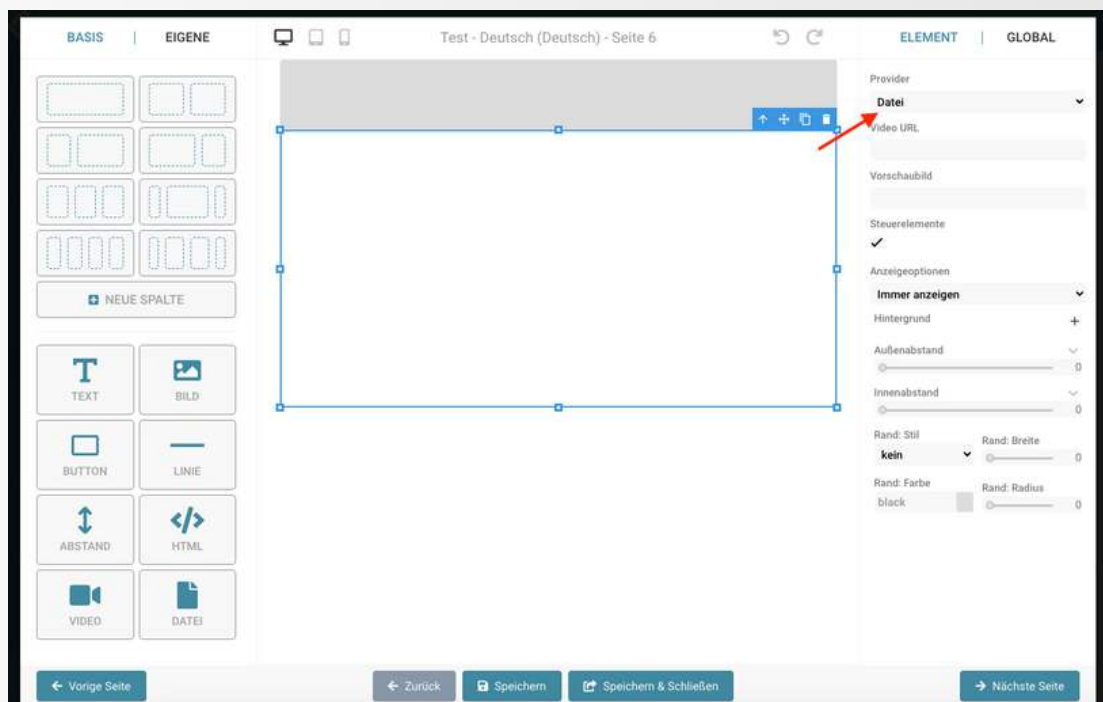 BASIS | EIGENE
Test - Deutsch (Deutsch) - Seite 6
ELEMENT | GLOBAL
NEUE SPALTE
TEXT
BILD
BUTTON
LINIE
ABSTAND
HTML
VIDEO
DATEI
Provider
Datei
Video URL
Vorschaubild
Steuerelemente
Anzeigeoptionen
Immer anzeigen
Hintergrund
Außenabstand
0
Innenabstand
0
Rand: Stil
kein
Rand: Breite
0
Rand: Farbe
black
Rand: Radius
0
Vorige Seite
Zurück
Speichern
Speichern & Schließen
Nächste Seite